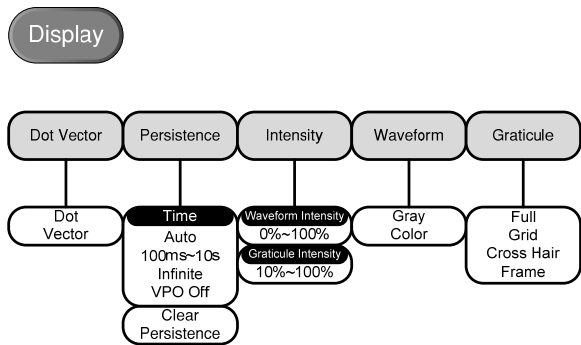 Display
Dot Vector
Persistence
Intensity
Waveform
Graticule
Dot
Vector
Time
Auto
100ms~10s
Infinite
VPO Off
Clear
Persistence
Waveform Intensity
0%~100%
Graticule Intensity
10%~100%
Gray
Color
Full
Grid
Cross Hair
Frame